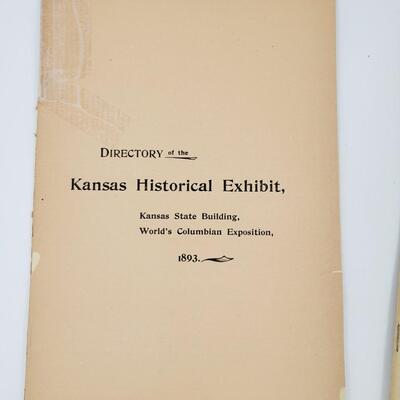 DIRECTORY of the
Kansas Historical Exhibit,
Kansas State Building,
World's Columbian Exposition,
1893.